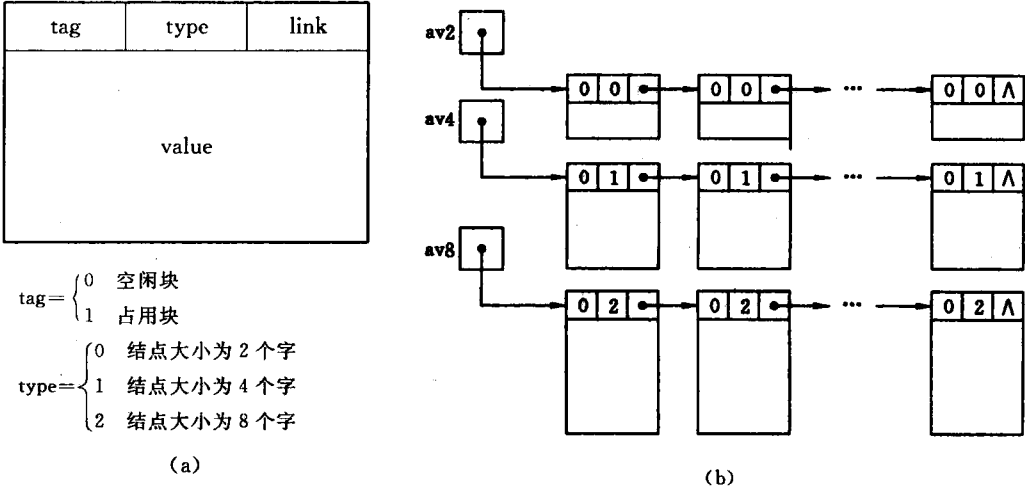 tag type link
value
tag= { 0 空闲块
1 占用块
type= { 0 结点大小为 2 个字
1 结点大小为 4 个字
2 结点大小为 8 个字
(a)
av2
0 0 0 0 ··· 0 0 ∧
av4
0 1 0 1 ··· 0 1 ∧
av8
0 2 0 2 ··· 0 2 ∧
(b)